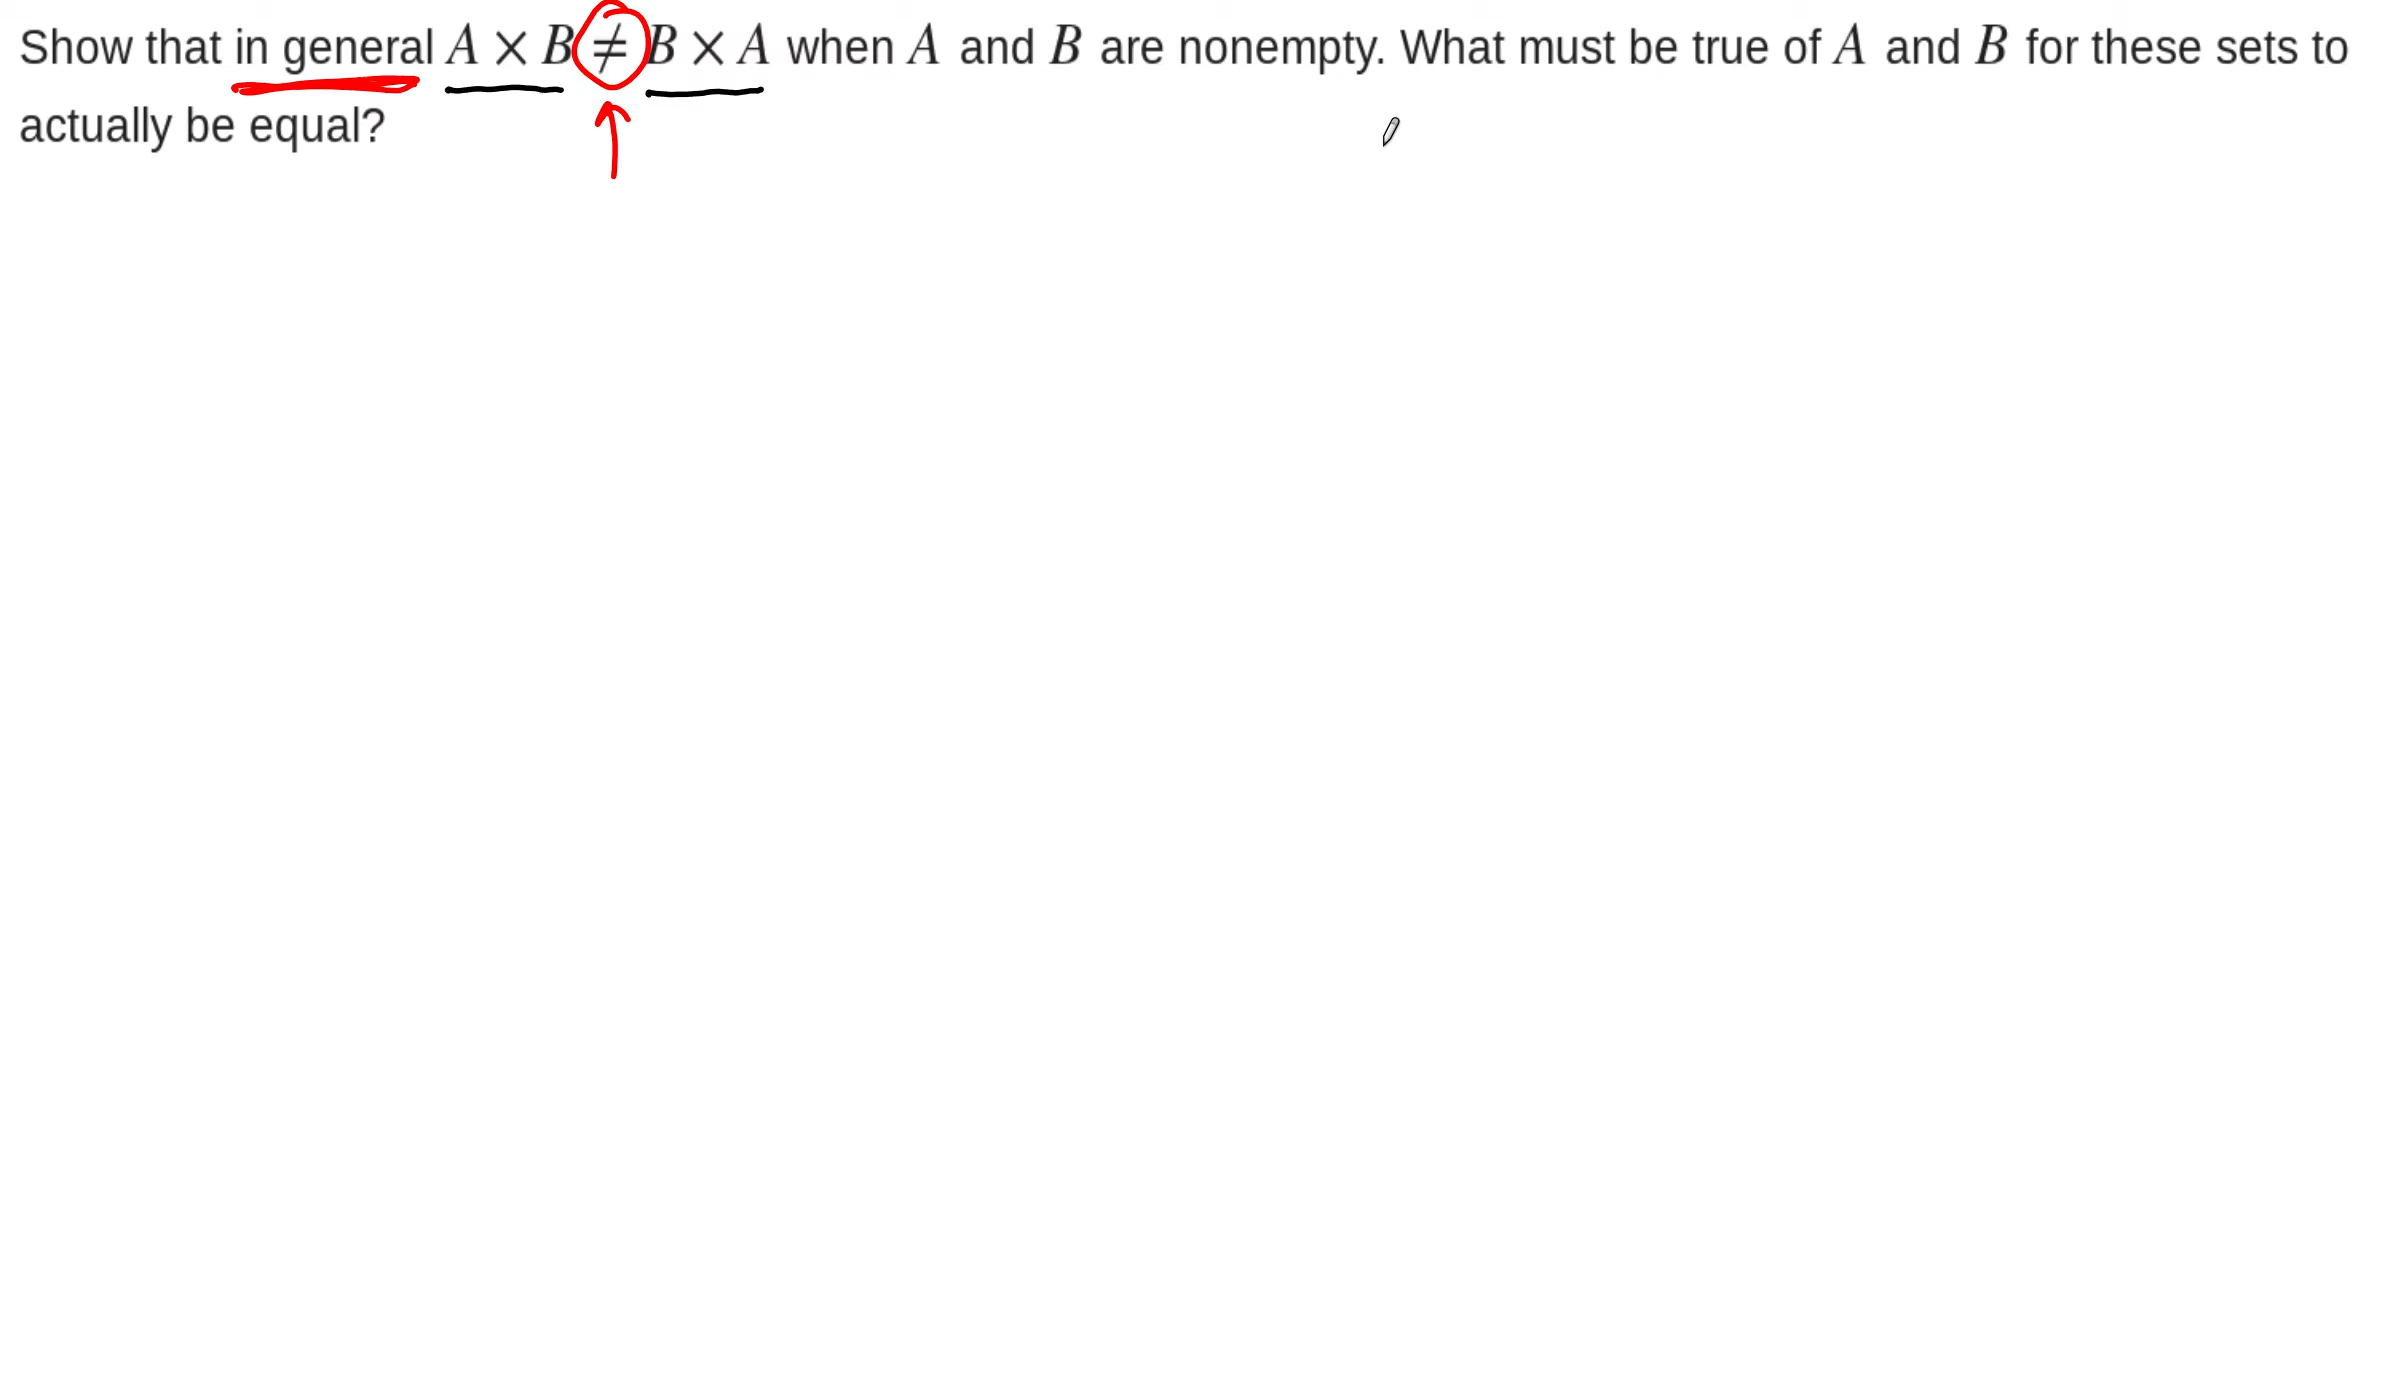 Show that in general A × B ≠ B × A when A and B are nonempty. What must be true of A and B for these sets to
actually be equal?